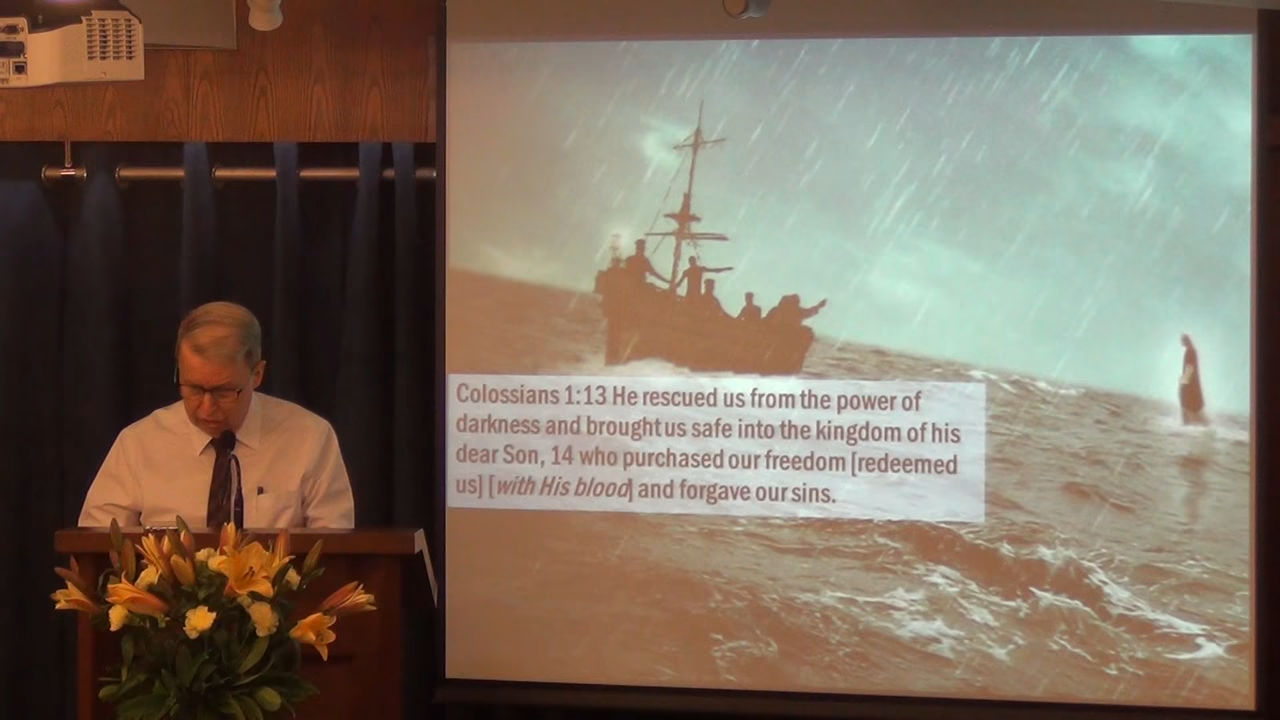 Colossians 1:13 He rescued us from the power of
darkness and brought us safe into the kingdom of his
dear Son, 14 who purchased our freedom [redeemed
us] [with His blood] and forgave our sins.